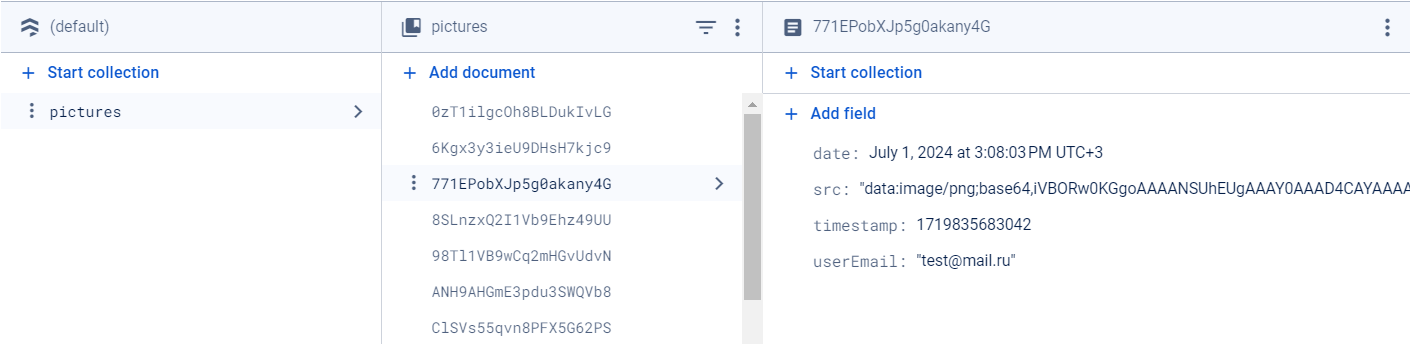 (default)
Start collection
pictures
pictures
Add document
0zT1ilgcOh8BLDukIvLG
6Kgx3y3ieU9DHsH7kjc9
771EPobXJp5g0akany4G
8SLnzxQ2I1Vb9Ehz49UU
98Tl1VB9wCq2mHGvUdvN
ANH9AHGmE3pdu3SWQVb8
ClSVs55qvn8PFX5G62PS
771EPobXJp5g0akany4G
Start collection
Add field
date: July 1, 2024 at 3:08:03 PM UTC+3
src: "data:image/png;base64,iVBORw0KGgoAAAANSUhEUgAAAY0AAAD4CAYAAAA
timestamp: 1719835683042
userEmail: "test@mail.ru"